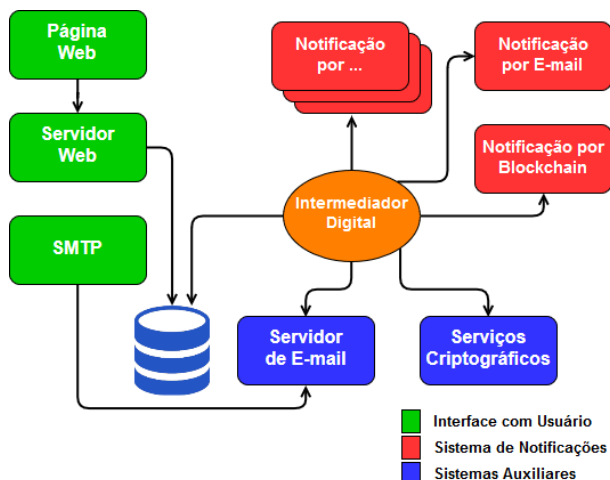 Página
Web
Servidor
Web
SMTP
Notificação
por ...
Notificação
por E-mail
Notificação por
Blockchain
Intermediador
Digital
Servidor
de E-mail
Serviços
Criptográficos
Interface com Usuário
Sistema de Notificações
Sistemas Auxiliares